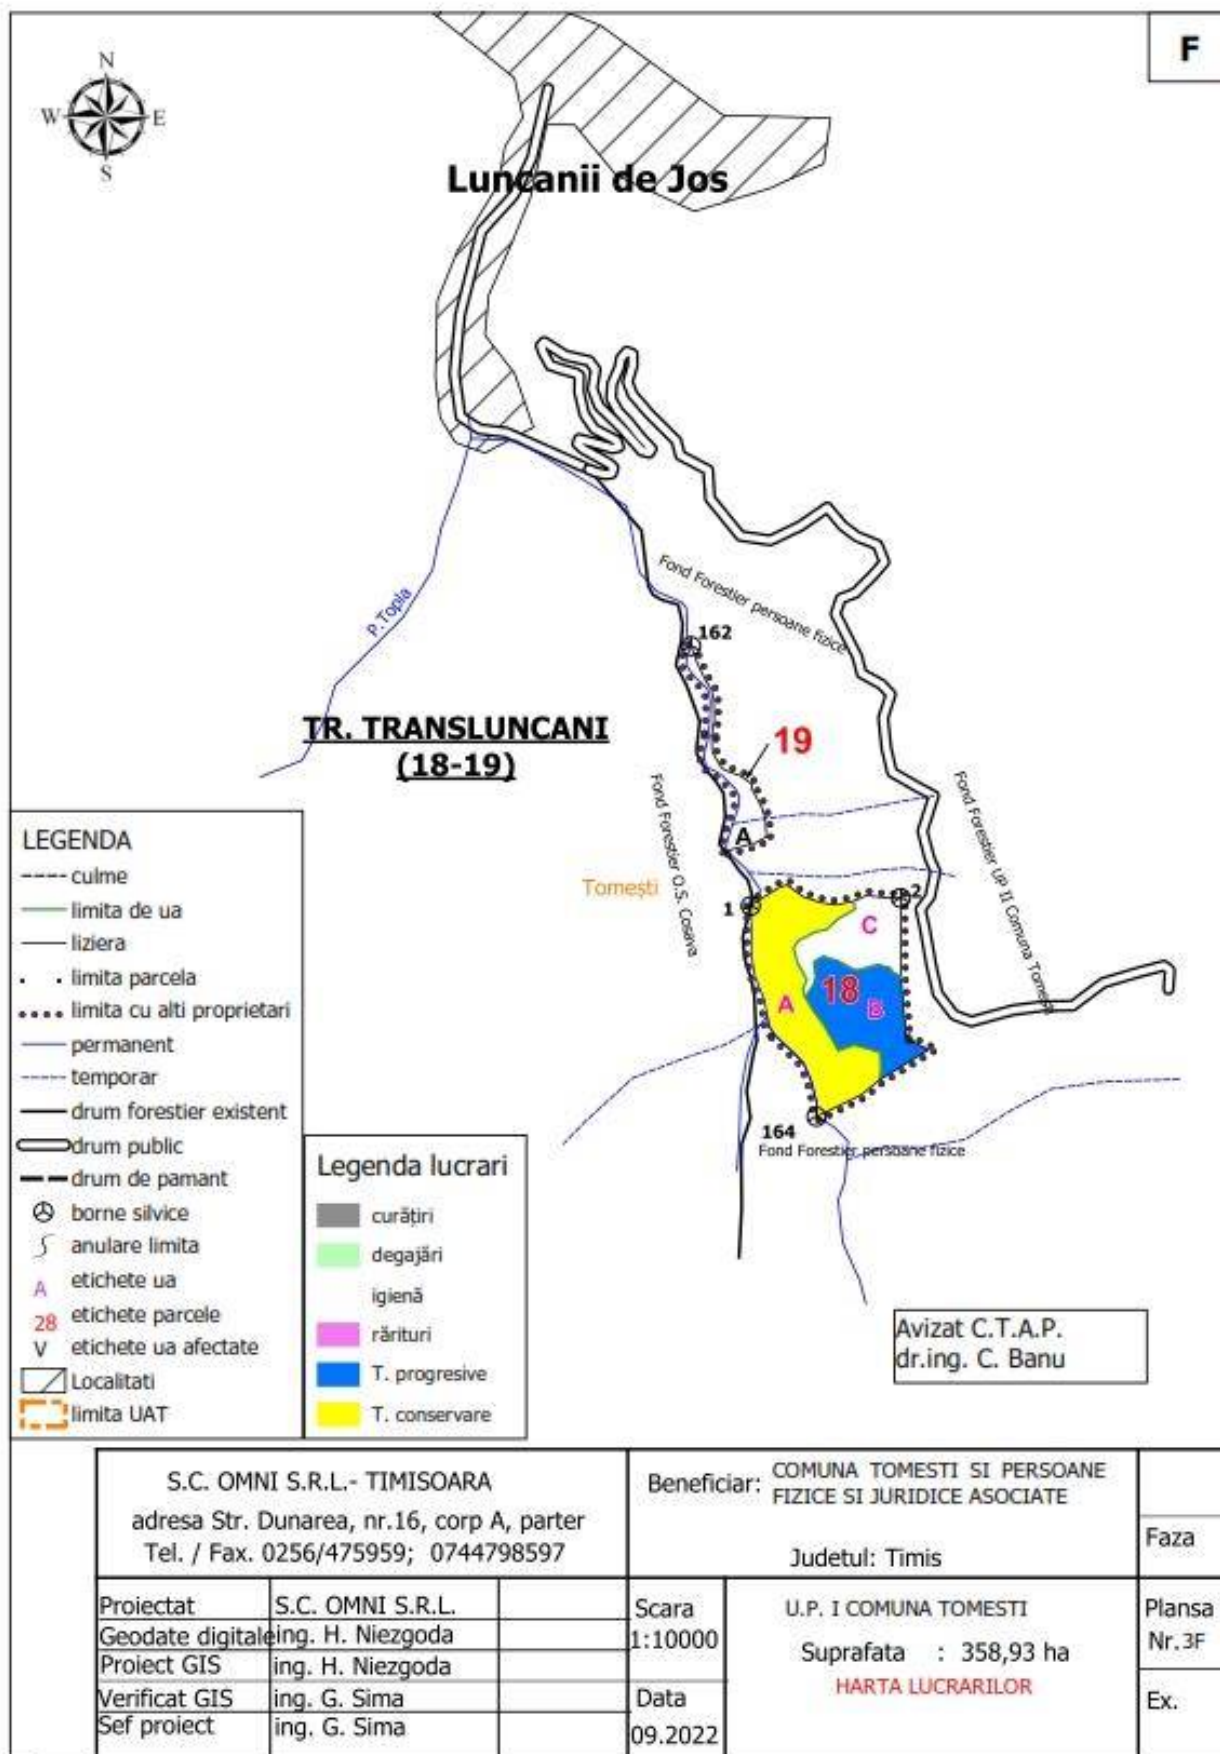 F
N
W E
S
Luncanii de Jos
Fond Forestier persoane fizice
P.Topla
162
TR. TRANSLUNCANI
(18-19)
19
Fond Forestier O.S. Cosava
Fond Forestier UP II Comuna Tomesti
A
Tomești
1
2
C
18
A
B
164
Fond Forestier persoane fizice
LEGENDA
culme
limita de ua
liziera
limita parcela
limita cu alti proprietari
permanent
temporar
drum forestier existent
drum public
drum de pamant
borne silvice
anulare limita
A etichete ua
28 etichete parcele
V etichete ua afectate
Localitati
limita UAT
Legenda lucrari
curățiri
degajări
igienă
rărituri
T. progresive
T. conservare
Avizat C.T.A.P.
dr.ing. C. Banu
S.C. OMNI S.R.L.- TIMISOARA
adresa Str. Dunarea, nr.16, corp A, parter
Tel. / Fax. 0256/475959; 0744798597
Beneficiar: COMUNA TOMESTI SI PERSOANE
FIZICE SI JURIDICE ASOCIATE
Judetul: Timis
Faza
Proiectat S.C. OMNI S.R.L.
Geodate digitale ing. H. Niezgoda
Proiect GIS ing. H. Niezgoda
Verificat GIS ing. G. Sima
Sef proiect ing. G. Sima
Scara
1:10000
Data
09.2022
U.P. I COMUNA TOMESTI
Suprafata : 358,93 ha
HARTA LUCRARILOR
Plansa
Nr.3F
Ex.